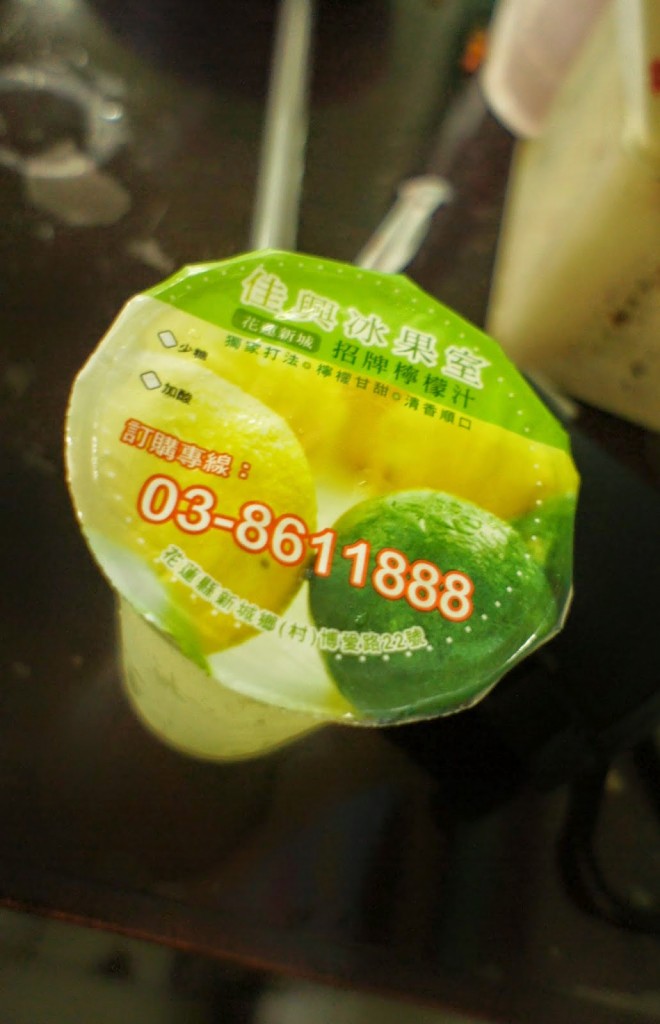 佳興冰果室
花蓮新城 招牌檸檬汁
獨家打法。檸檬甘甜。清香順口
少糖
加酸
訂購專線：
03-8611888
花蓮縣新城鄉(村)博愛路22號